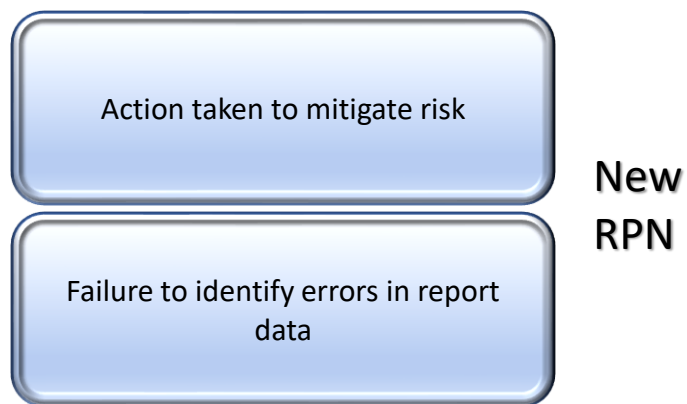 Action taken to mitigate risk
New
RPN
Failure to identify errors in report
data